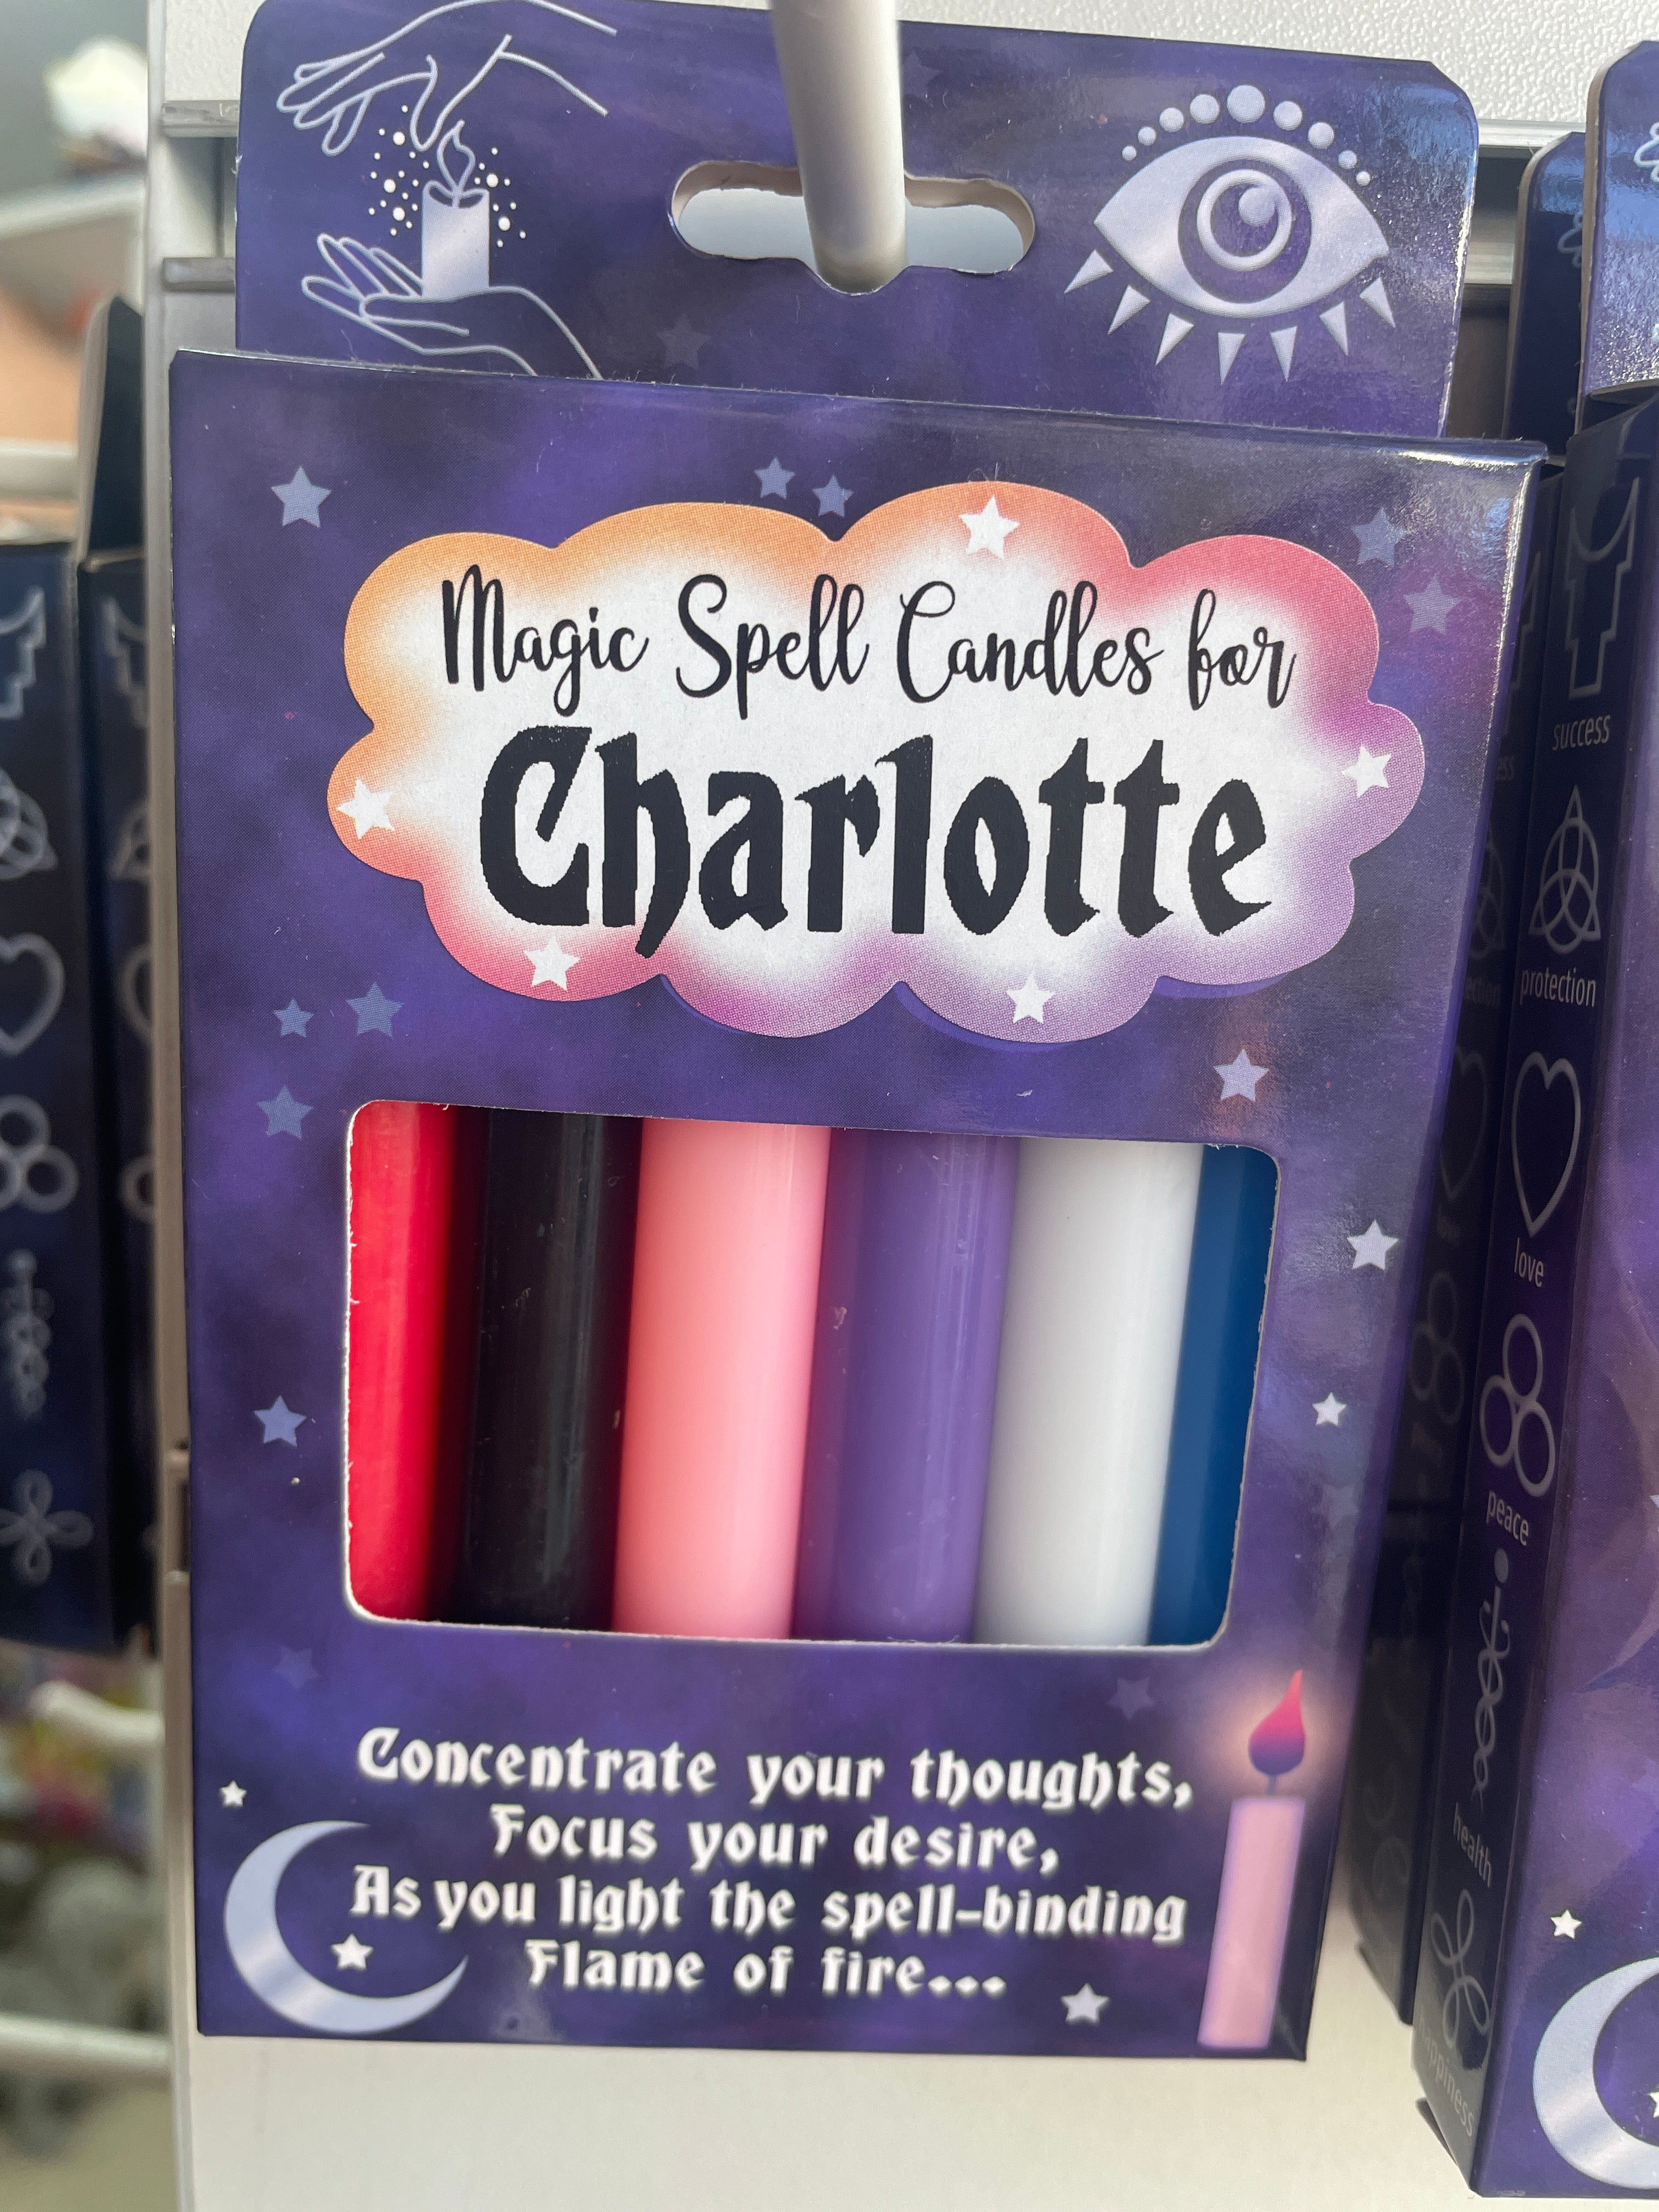 Magic Spell Candles for
Charlotte
Concentrate your thoughts,
Focus your desire,
As you light the spell-binding
Flame of fire...
success
protection
love
peace
health